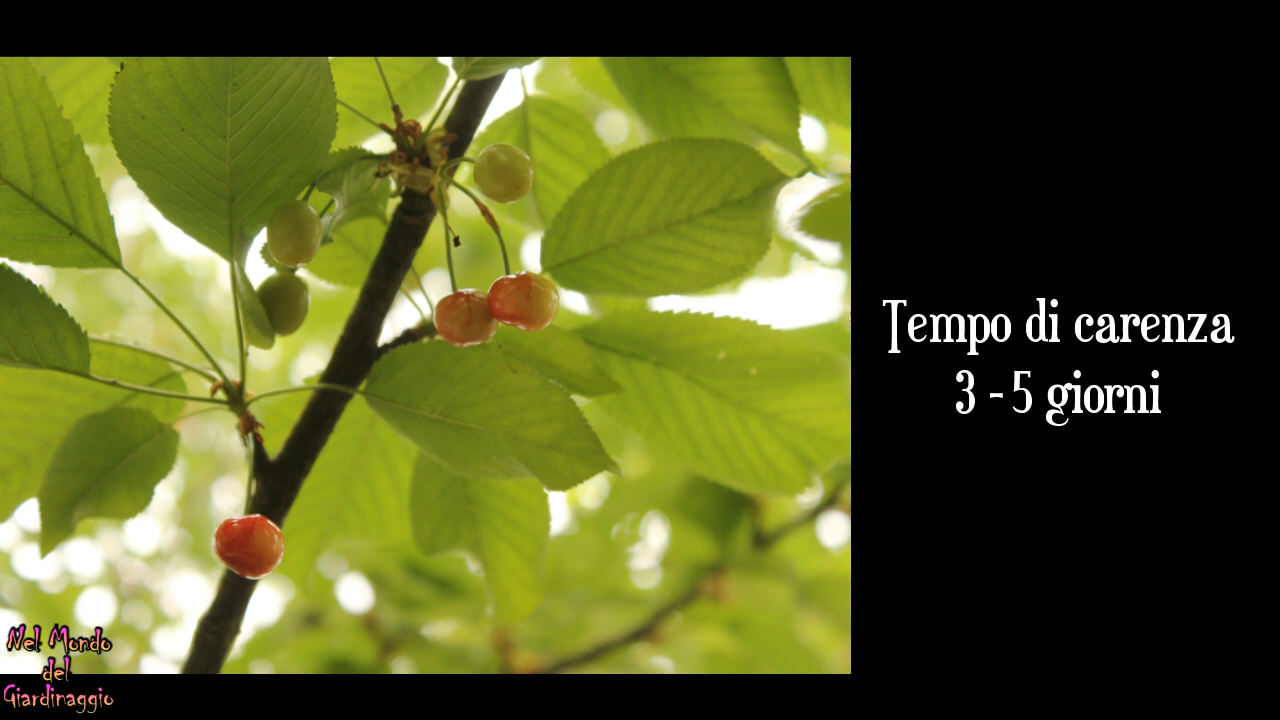 Tempo di carenza
3 - 5 giorni
Nel Mondo
del
Giardinaggio